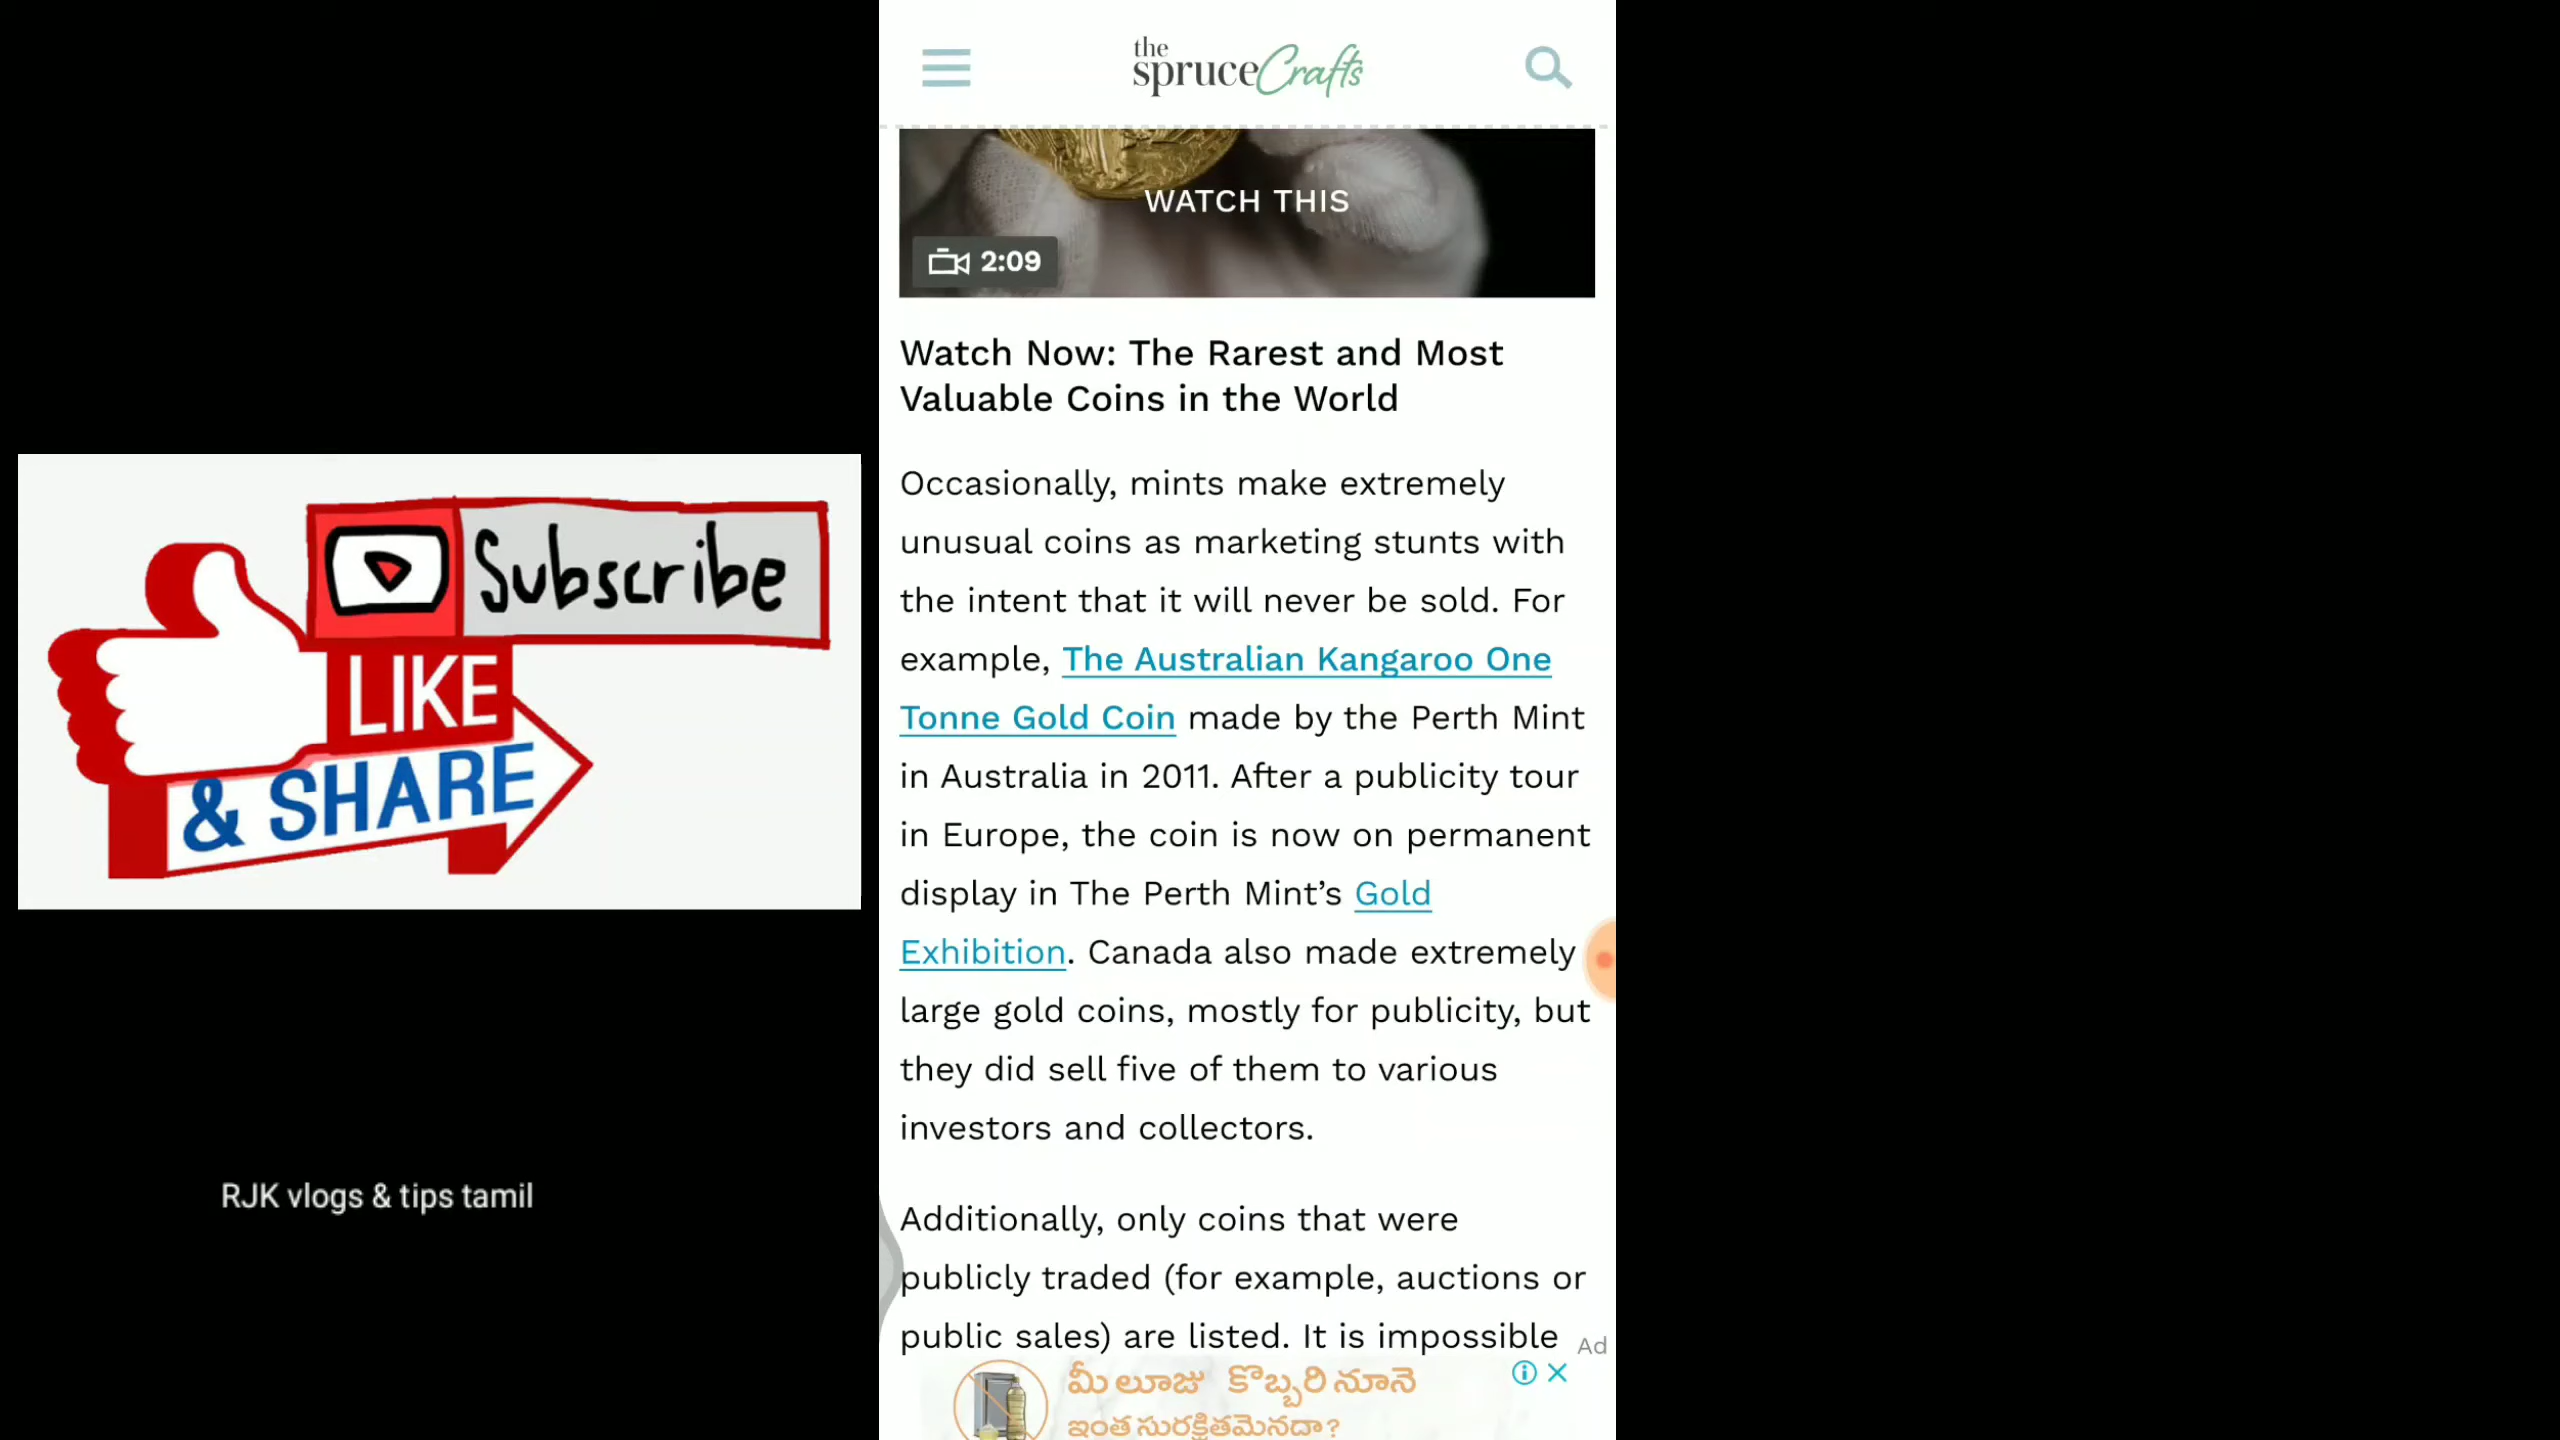 Subscribe
LIKE
& SHARE
RJK vlogs & tips tamil
the
spruceCrafts
WATCH THIS
2:09
Watch Now: The Rarest and Most
Valuable Coins in the World
Occasionally, mints make extremely
unusual coins as marketing stunts with
the intent that it will never be sold. For
example, The Australian Kangaroo One
Tonne Gold Coin made by the Perth Mint
in Australia in 2011. After a publicity tour
in Europe, the coin is now on permanent
display in The Perth Mint’s Gold
Exhibition. Canada also made extremely
large gold coins, mostly for publicity, but
they did sell five of them to various
investors and collectors.
Additionally, only coins that were
publicly traded (for example, auctions or
public sales) are listed. It is impossible
Ad
మీ లూజు కొబ్బరి నూనె
ఇంత సురక్షితమైనదా?